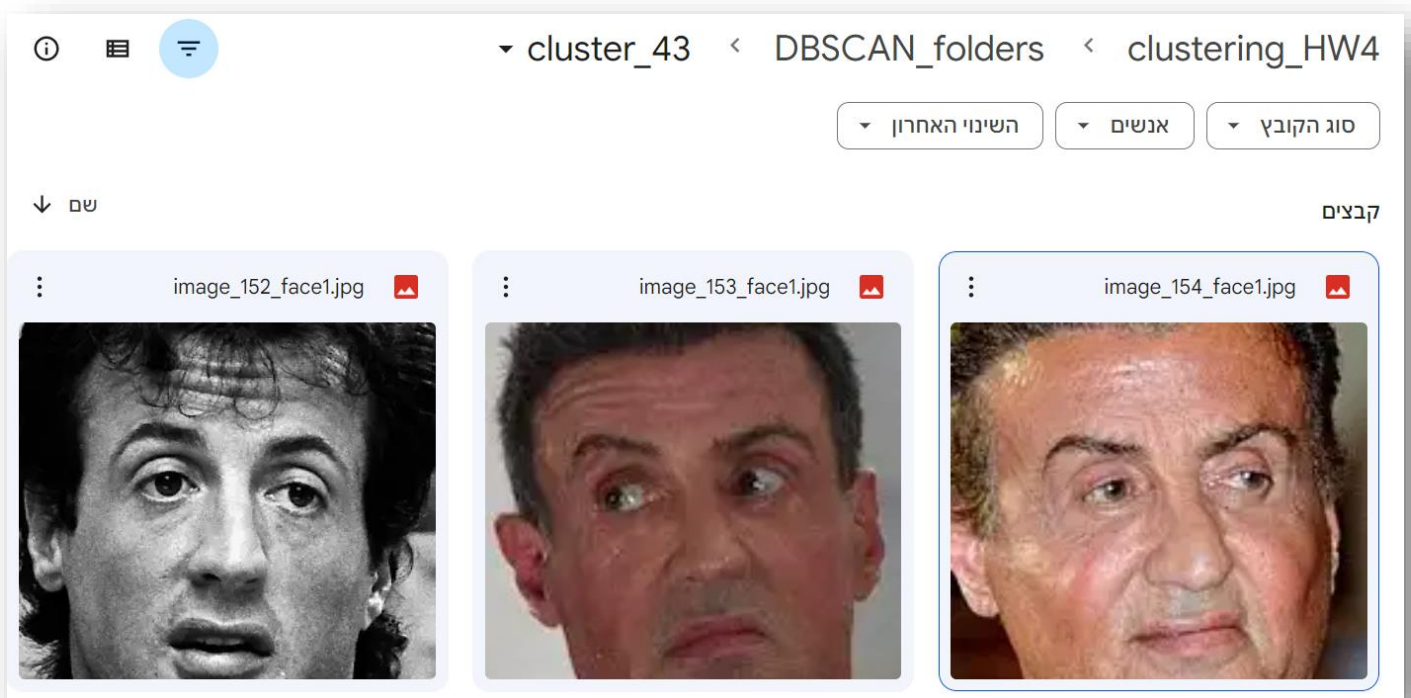 clustering_HW4 > DBSCAN_folders > cluster_43
סוג הקובץ
אנשים
השינוי האחרון
קבצים
שם
image_154_face1.jpg
image_153_face1.jpg
image_152_face1.jpg